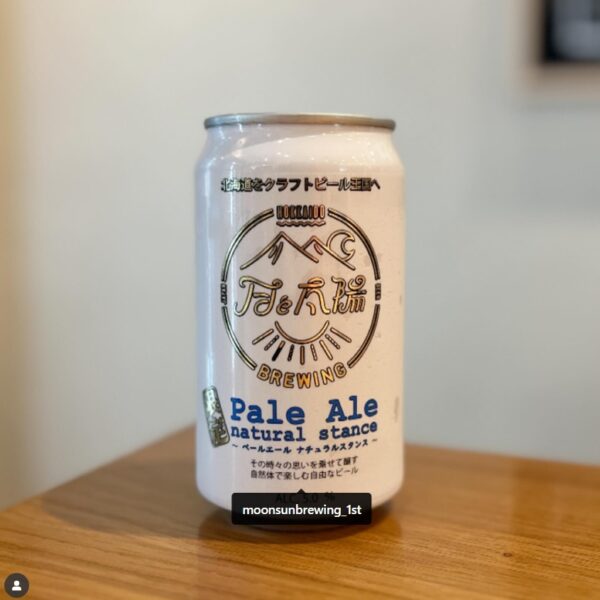 北海道をクラフトビール王国へ
HOKKAIDO
月と太陽
BREWING
Pale Ale
natural stance
~ ペールエール ナチュラルスタンス ~
その時々の思いを乗せて醸す
自然体で楽しむ自由なビール
ALC. 5.0 %
moonsunbrewing_1st